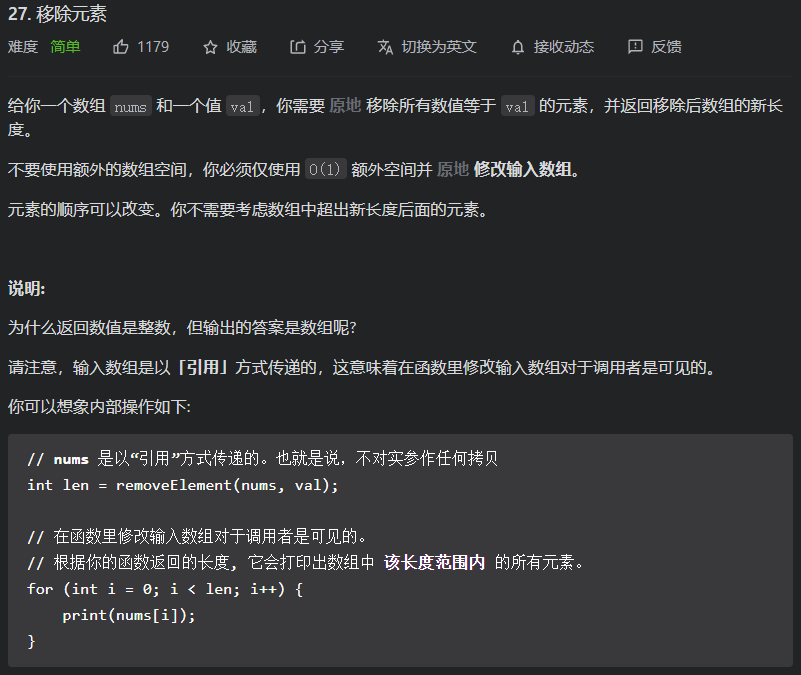 27. 移除元素
难度 简单 1179 收藏 分享 切换为英文 接收动态 反馈
给你一个数组 nums 和一个值 val，你需要 原地 移除所有数值等于 val 的元素，并返回移除后数组的新长
度。
不要使用额外的数组空间，你必须仅使用 O(1) 额外空间并 原地 修改输入数组。
元素的顺序可以改变。你不需要考虑数组中超出新长度后面的元素。
说明:
为什么返回数值是整数，但输出的答案是数组呢?
请注意，输入数组是以「引用」方式传递的，这意味着在函数里修改输入数组对于调用者是可见的。
你可以想象内部操作如下:
// nums 是以“引用”方式传递的。也就是说，不对实参作任何拷贝
int len = removeElement(nums, val);
// 在函数里修改输入数组对于调用者是可见的。
// 根据你的函数返回的长度, 它会打印出数组中 该长度范围内 的所有元素。
for (int i = 0; i < len; i++) {
    print(nums[i]);
}